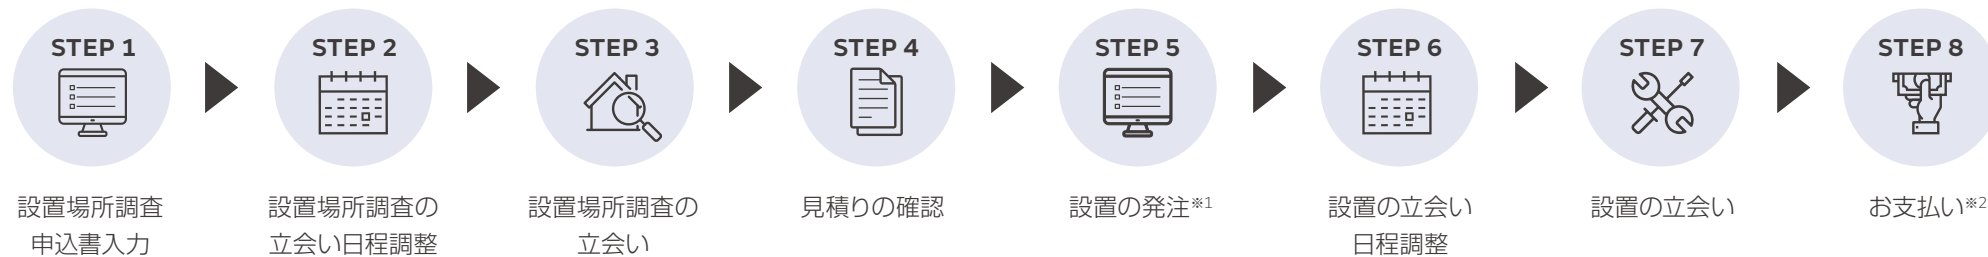 STEP 1
設置場所調査
申込書入力
STEP 2
設置場所調査の
立会い日程調整
STEP 3
設置場所調査の
立会い
STEP 4
見積りの確認
STEP 5
設置の発注※1
STEP 6
設置の立会い
日程調整
STEP 7
設置の立会い
STEP 8
お支払い※2